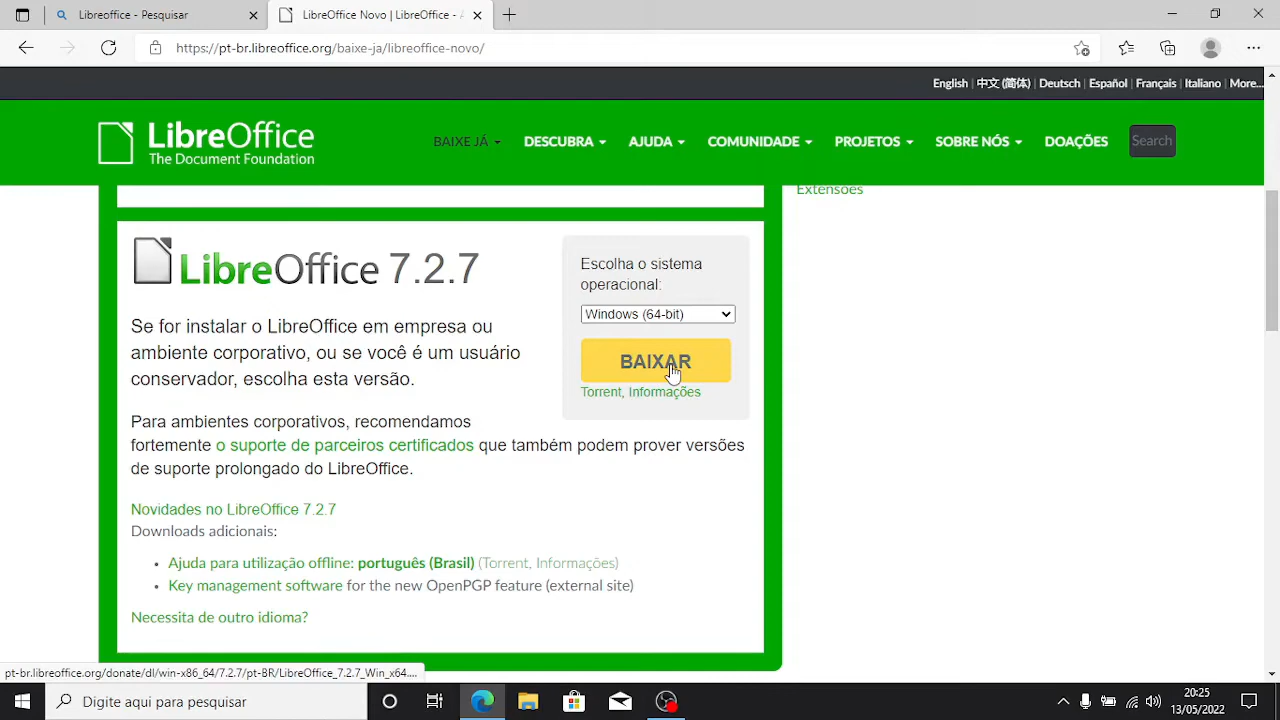 LibreOffice - Pesquisar
LibreOffice Novo | LibreOffice - A
https://pt-br.libreoffice.org/baixe-ja/libreoffice-novo/
English | 中文 (简体) | Deutsch | Español | Français | Italiano | More...
LibreOffice
The Document Foundation
BAIXE JÁ
DESCUBRA
AJUDA
COMUNIDADE
PROJETOS
SOBRE NÓS
DOAÇÕES
Search
Extensões
LibreOffice 7.2.7
Escolha o sistema
operacional:
Windows (64-bit)
BAIXAR
Torrent, Informações
Se for instalar o LibreOffice em empresa ou
ambiente corporativo, ou se você é um usuário
conservador, escolha esta versão.
Para ambientes corporativos, recomendamos
fortemente o suporte de parceiros certificados que também podem prover versões
de suporte prolongado do LibreOffice.
Novidades no LibreOffice 7.2.7
Downloads adicionais:
Ajuda para utilização offline: português (Brasil) (Torrent, Informações)
Key management software for the new OpenPGP feature (external site)
Necessita de outro idioma?
pt-br.libreoffice.org/donate/dl/win-x86_64/7.2.7/pt-BR/LibreOffice_7.2.7_Win_x64....
Digite aqui para pesquisar
20:25
13/05/2022